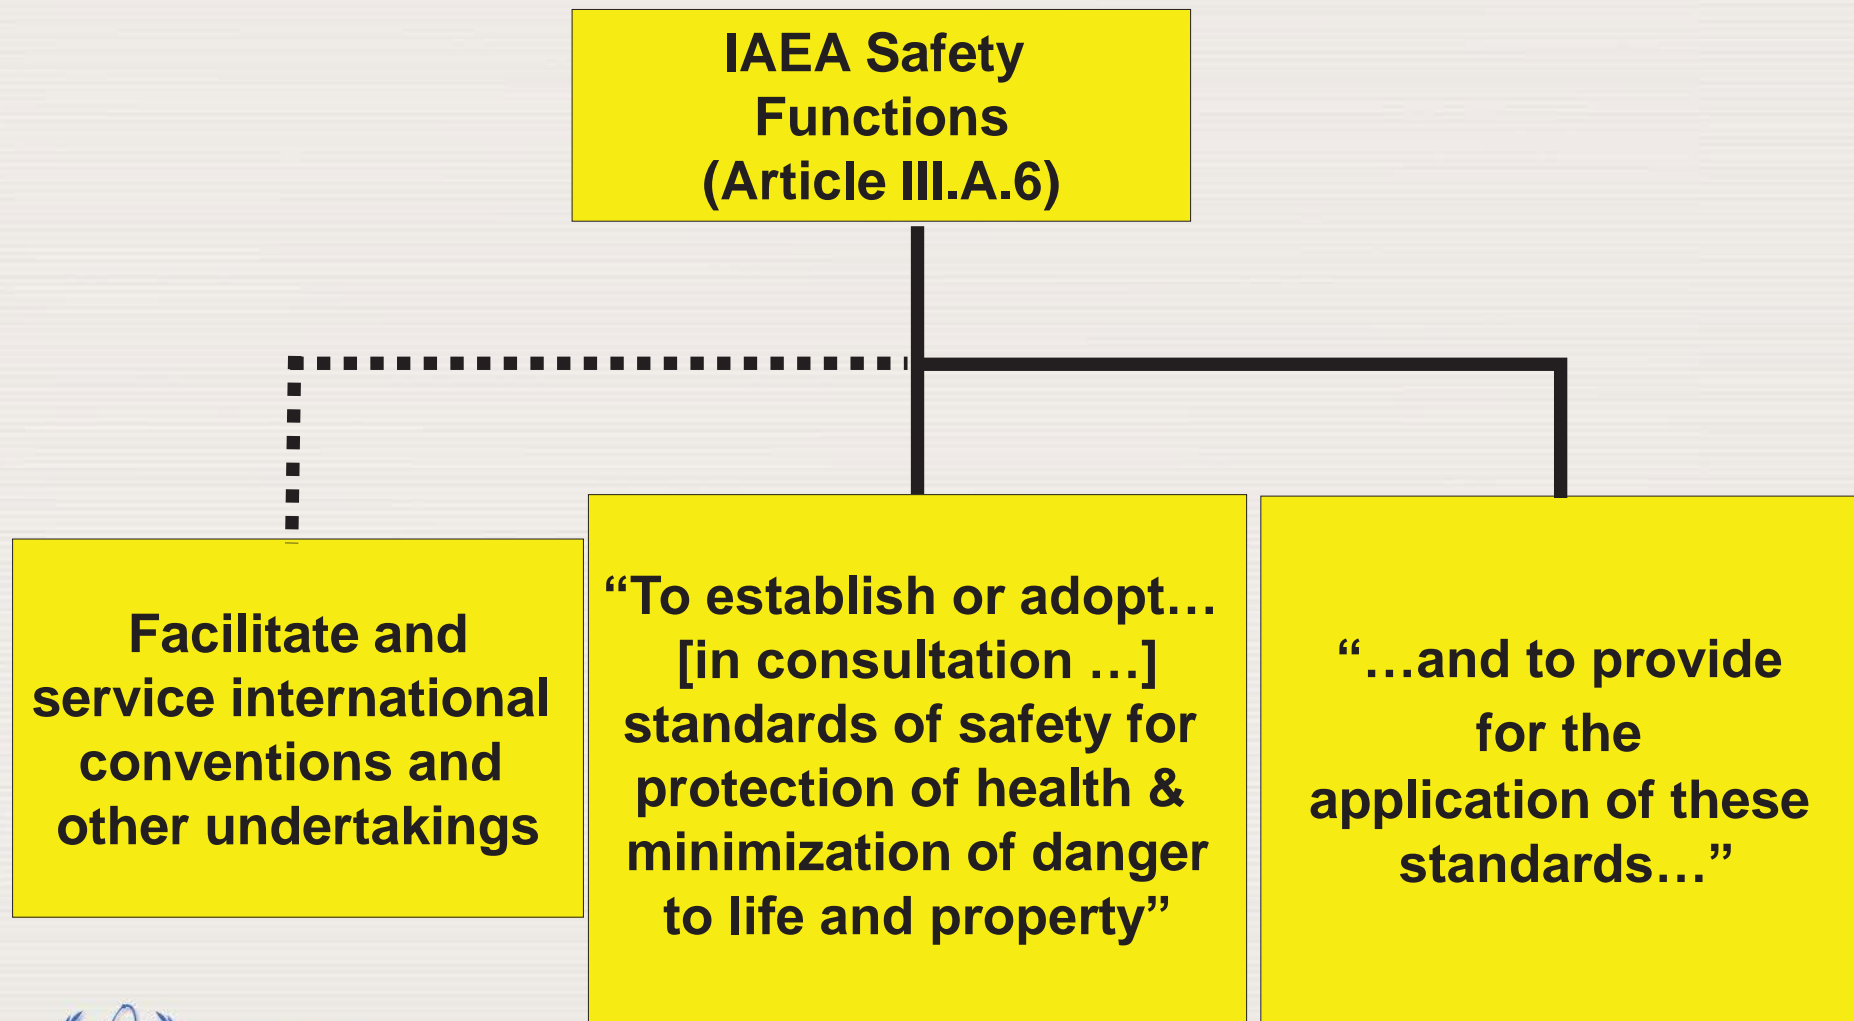 IAEA Safety
Functions
(Article III.A.6)
Facilitate and
service international
conventions and
other undertakings
“To establish or adopt…
[in consultation …]
standards of safety for
protection of health &
minimization of danger
to life and property”
“…and to provide
for the
application of these
standards…”